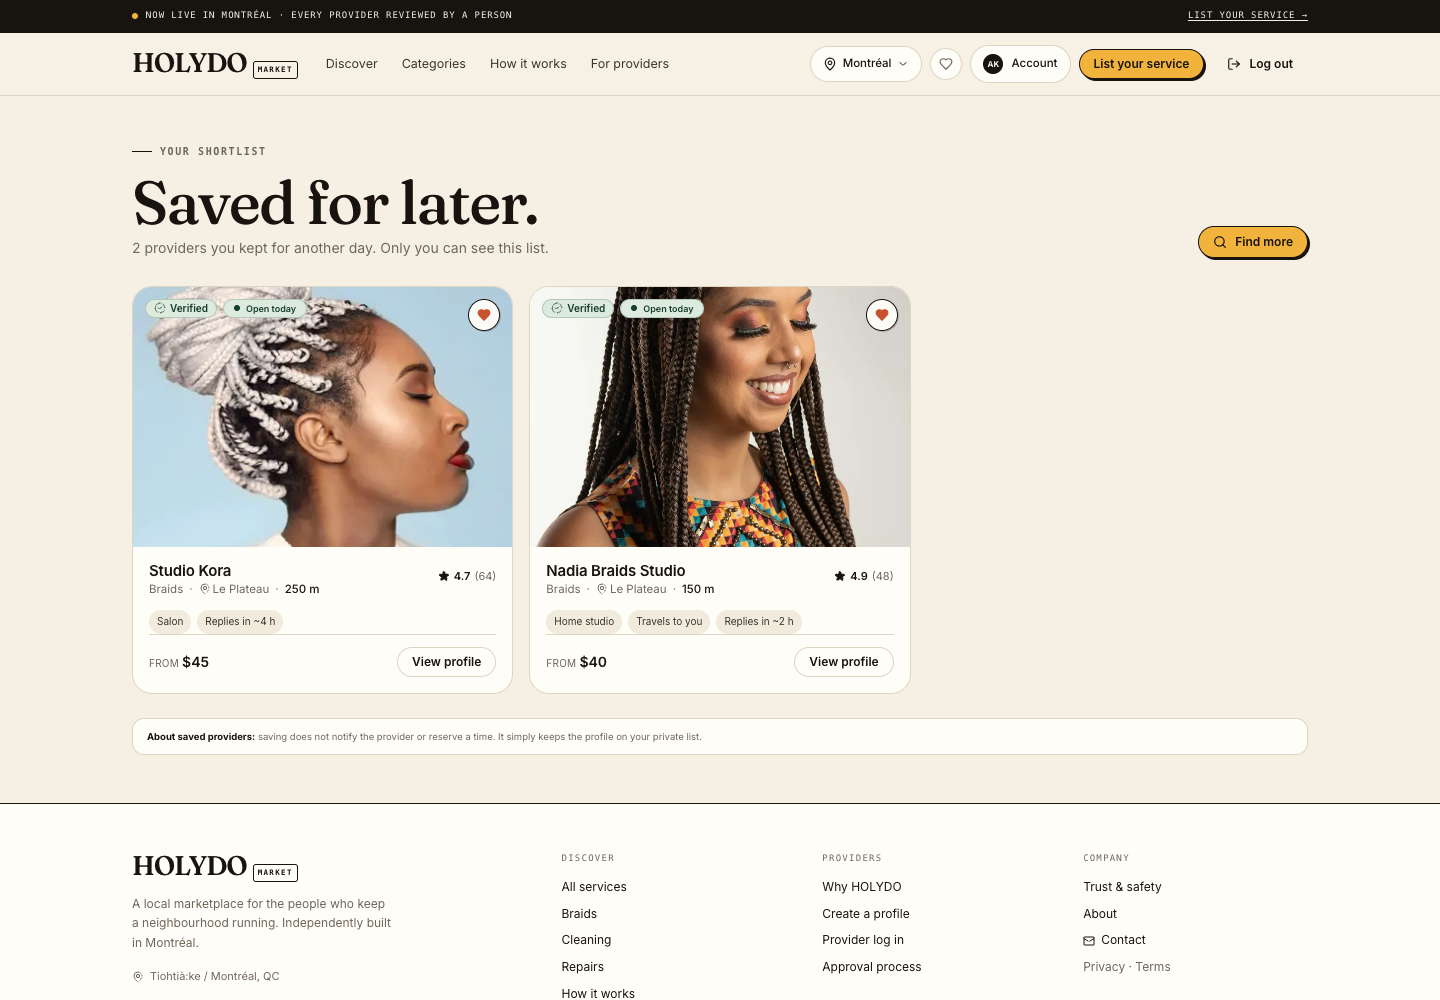 NOW LIVE IN MONTRÉAL · EVERY PROVIDER REVIEWED BY A PERSON
LIST YOUR SERVICE →
HOLYDO MARKET
Discover
Categories
How it works
For providers
Montréal
AK Account
List your service
Log out
YOUR SHORTLIST
Saved for later.
2 providers you kept for another day. Only you can see this list.
Find more
Verified
Open today
Verified
Open today
Studio Kora
4.7 (64)
Braids · Le Plateau · 250 m
Salon
Replies in ~4 h
FROM $45
View profile
Nadia Braids Studio
4.9 (48)
Braids · Le Plateau · 150 m
Home studio
Travels to you
Replies in ~2 h
FROM $40
View profile
About saved providers: saving does not notify the provider or reserve a time. It simply keeps the profile on your private list.
HOLYDO MARKET
A local marketplace for the people who keep
a neighbourhood running. Independently built
in Montréal.
Tiohtià:ke / Montréal, QC
DISCOVER
All services
Braids
Cleaning
Repairs
How it works
PROVIDERS
Why HOLYDO
Create a profile
Provider log in
Approval process
COMPANY
Trust & safety
About
Contact
Privacy · Terms